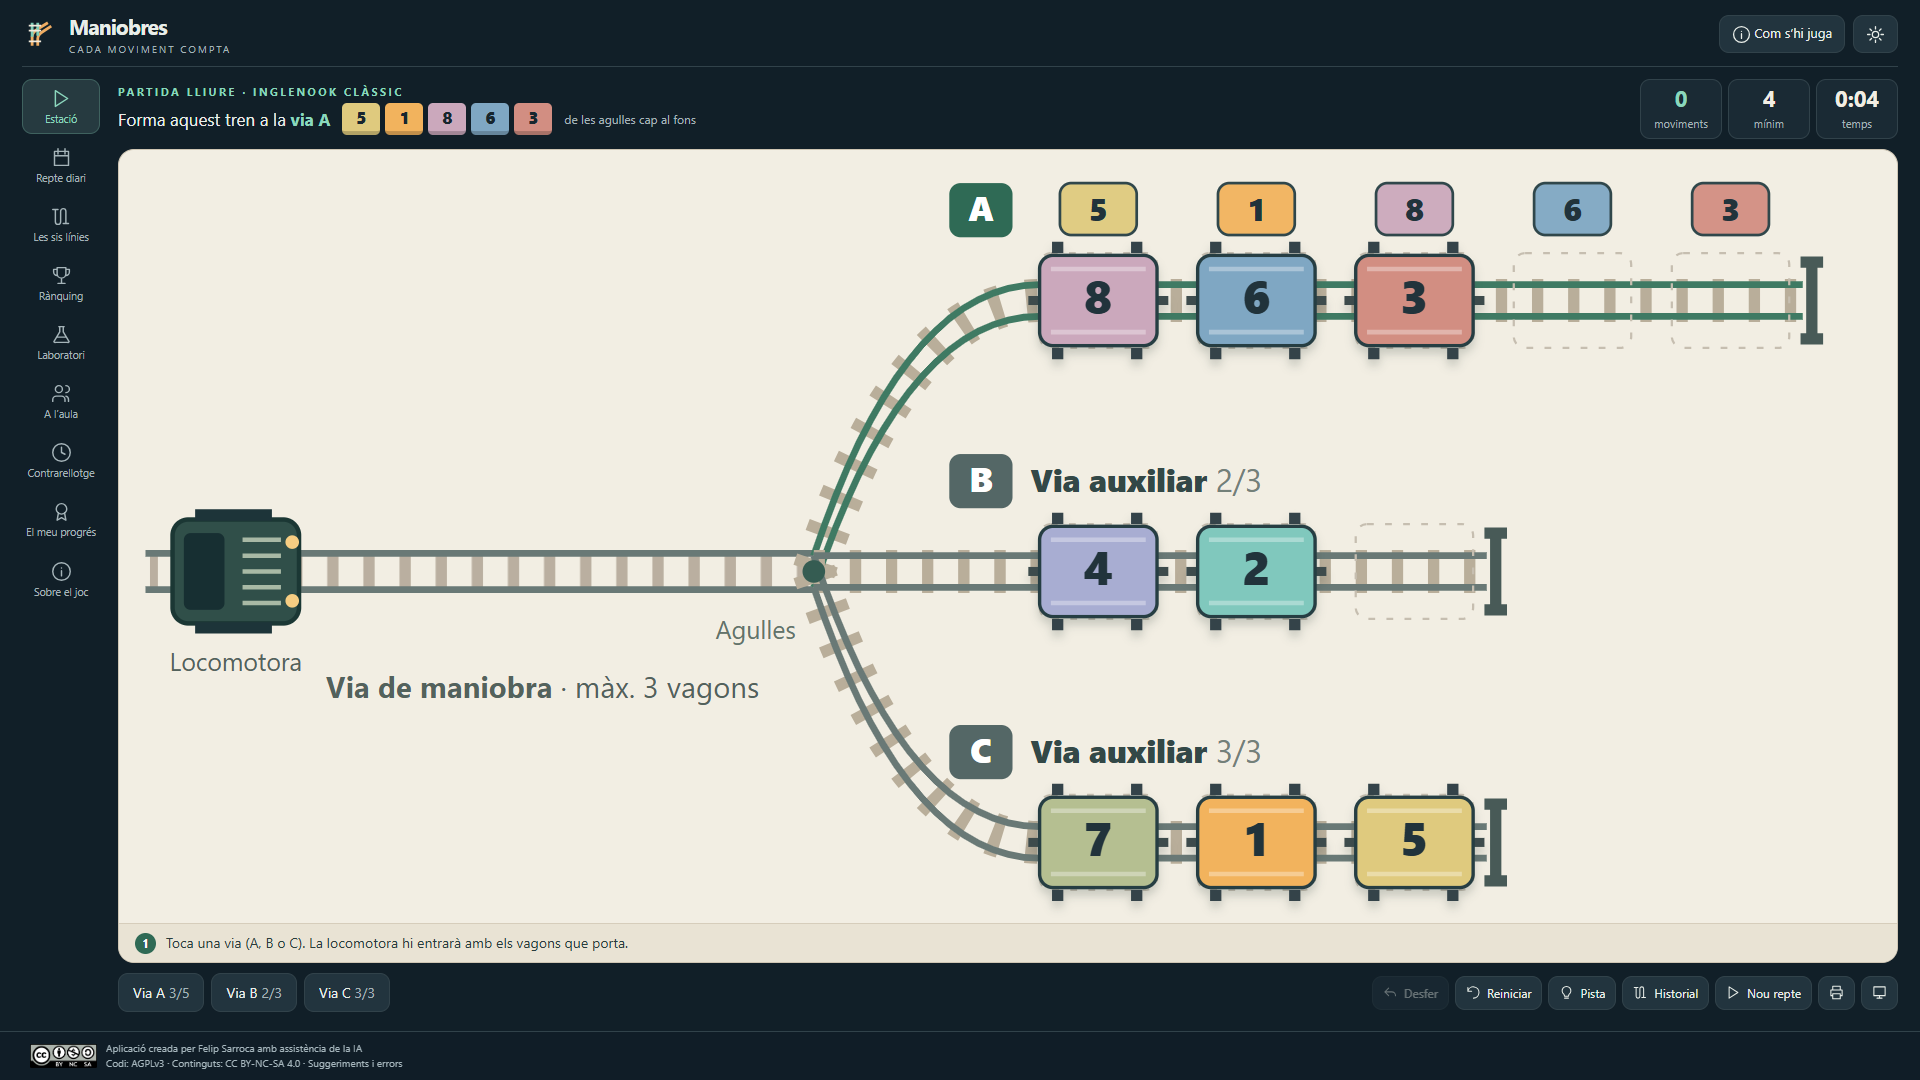 Maniobres
CADA MOVIMENT COMPTA
Com s'hi juga
Estació
Repte diari
Les sis línies
Rànquing
Laboratori
A l'aula
Contrarellotge
El meu progrés
Sobre el joc
PARTIDA LLIURE · INGLENOOK CLÀSSIC
Forma aquest tren a la via A 5 1 8 6 3 de les agulles cap al fons
0 moviments
4 mínim
0:04 temps
A 5 1 8 6 3
8 6 3
B Via auxiliar 2/3
4 2
Agulles
Locomotora
Via de maniobra · màx. 3 vagons
C Via auxiliar 3/3
7 1 5
1 Toca una via (A, B o C). La locomotora hi entrarà amb els vagons que porta.
Via A 3/5
Via B 2/3
Via C 3/3
Desfer
Reiniciar
Pista
Historial
Nou repte
CC BY NC SA
Aplicació creada per Felip Sarroca amb assistència de la IA
Codi: AGPLv3 · Continguts: CC BY-NC-SA 4.0 · Suggeriments i errors